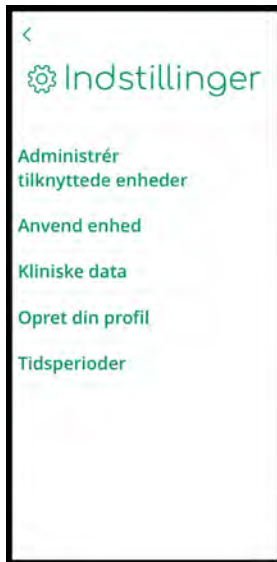 Indstillinger
Administrér
tilknyttede enheder
Anvend enhed
Kliniske data
Opret din profil
Tidsperioder